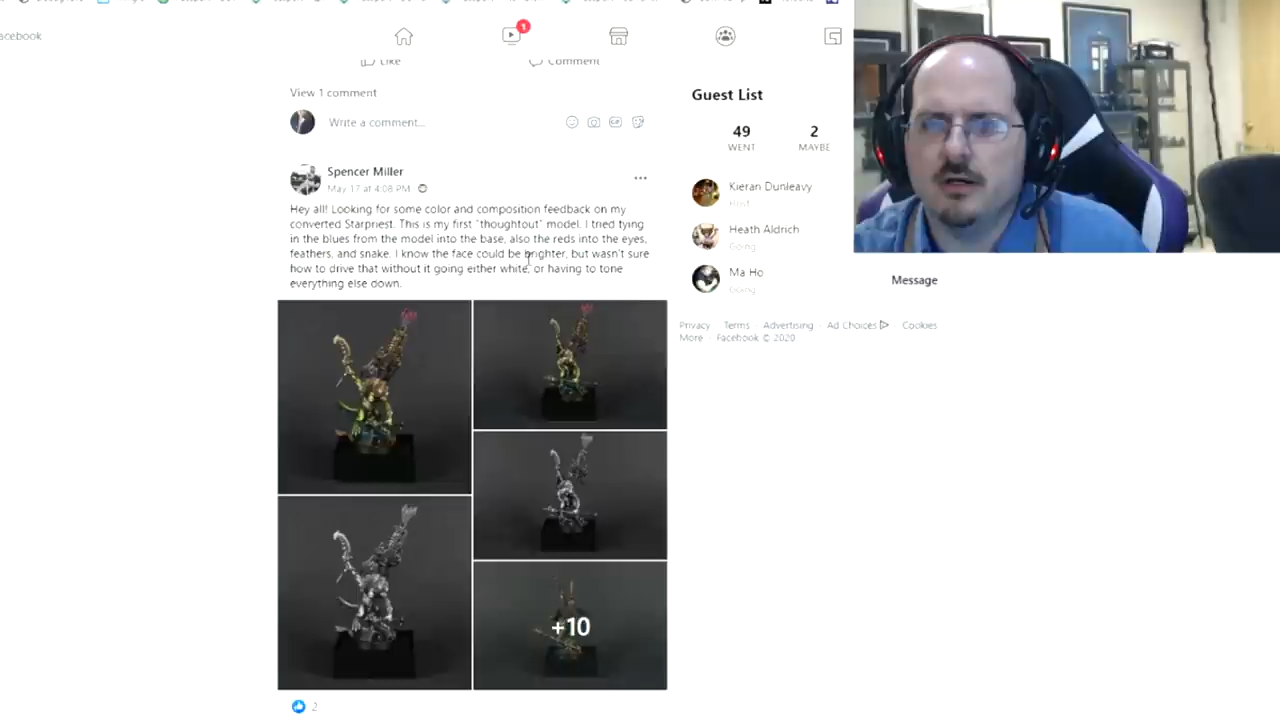 acebook
1
Like
Comment
View 1 comment
Write a comment...
Guest List
49
WENT
2
MAYBE
Spencer Miller
May 17 at 4:08 PM
Hey all! Looking for some color and composition feedback on my
converted Starpriest. This is my first "thoughtout" model. I tried tying
in the blues from the model into the base, also the reds into the eyes,
feathers, and snake. I know the face could be brighter, but wasn't sure
how to drive that without it going either white, or having to tone
everything else down.
Kieran Dunleavy
Host
Heath Aldrich
Going
Ma Ho
Going
Message
Privacy · Terms · Advertising · Ad Choices · Cookies
More · Facebook © 2020
+10
2